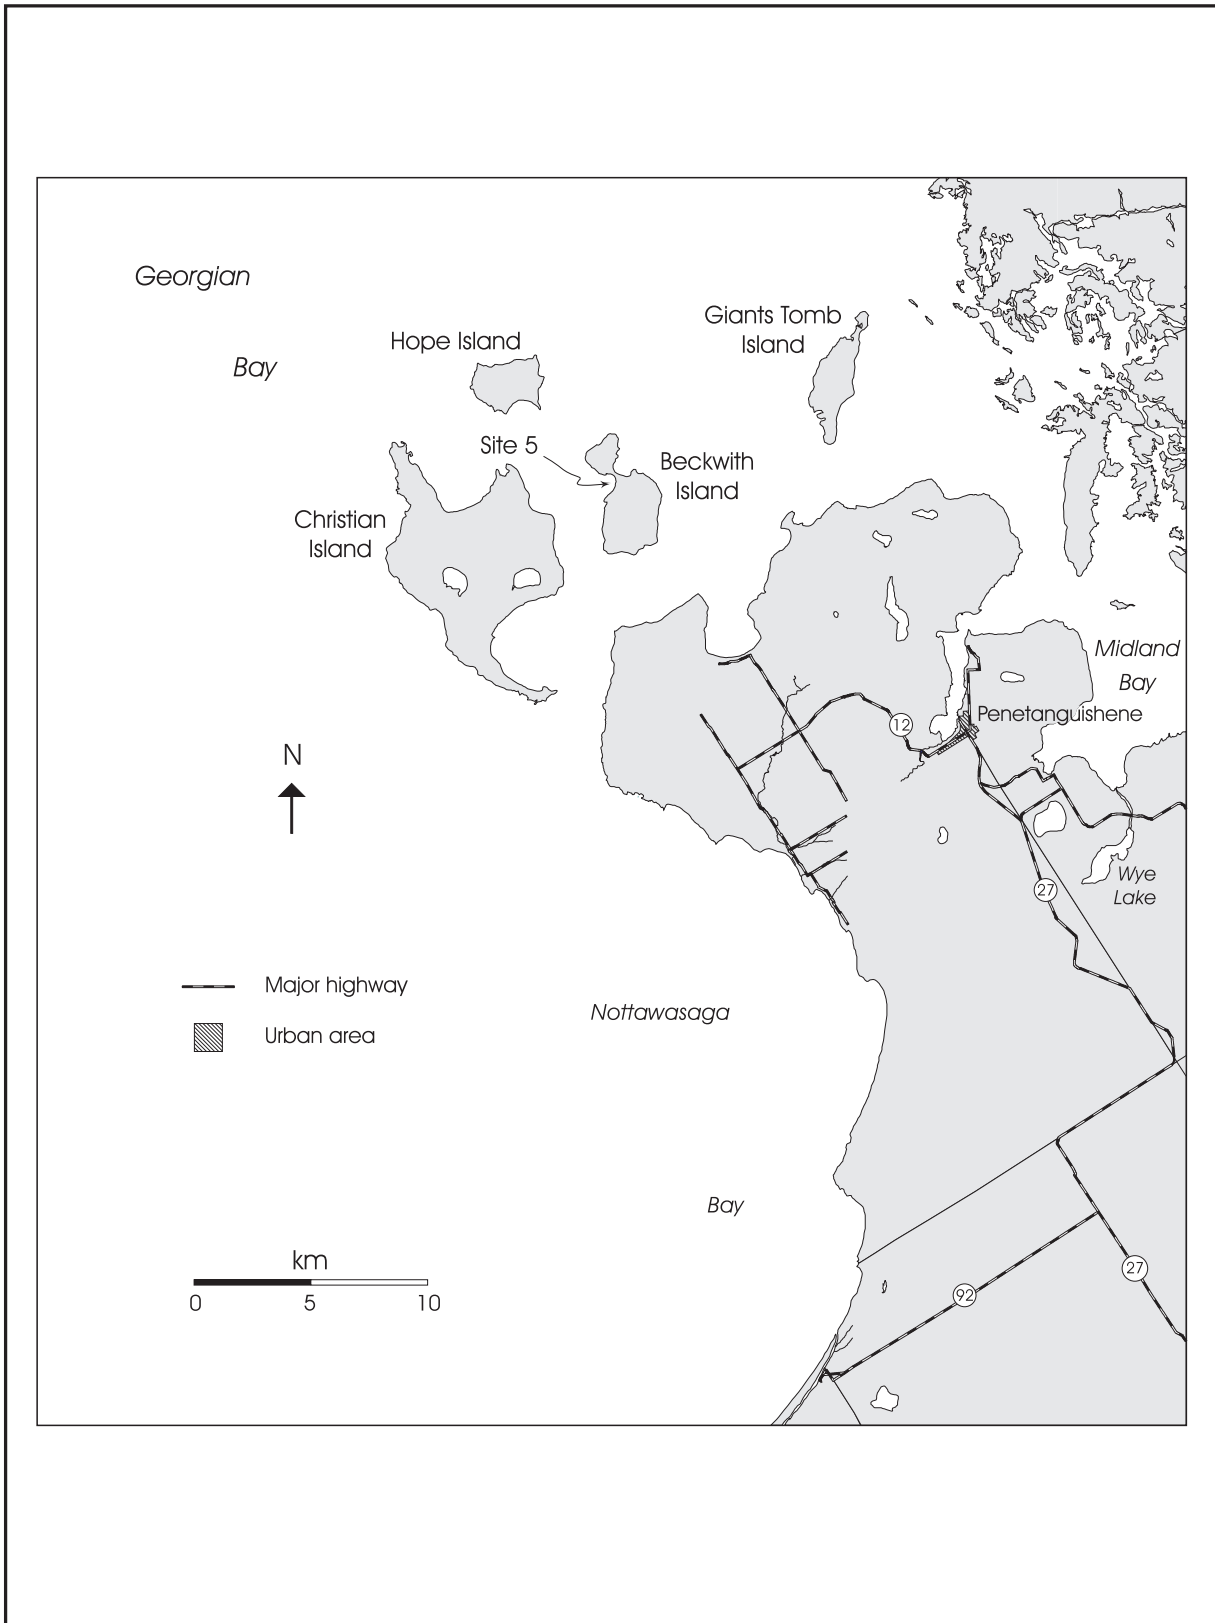 Georgian
Bay
Hope Island
Giants Tomb
Island
Site 5
Beckwith
Island
Christian
Island
Midland
Bay
Penetanguishene
12
N
Wye
Lake
27
Major highway
Urban area
Nottawasaga
Bay
km
0 5 10
27
92